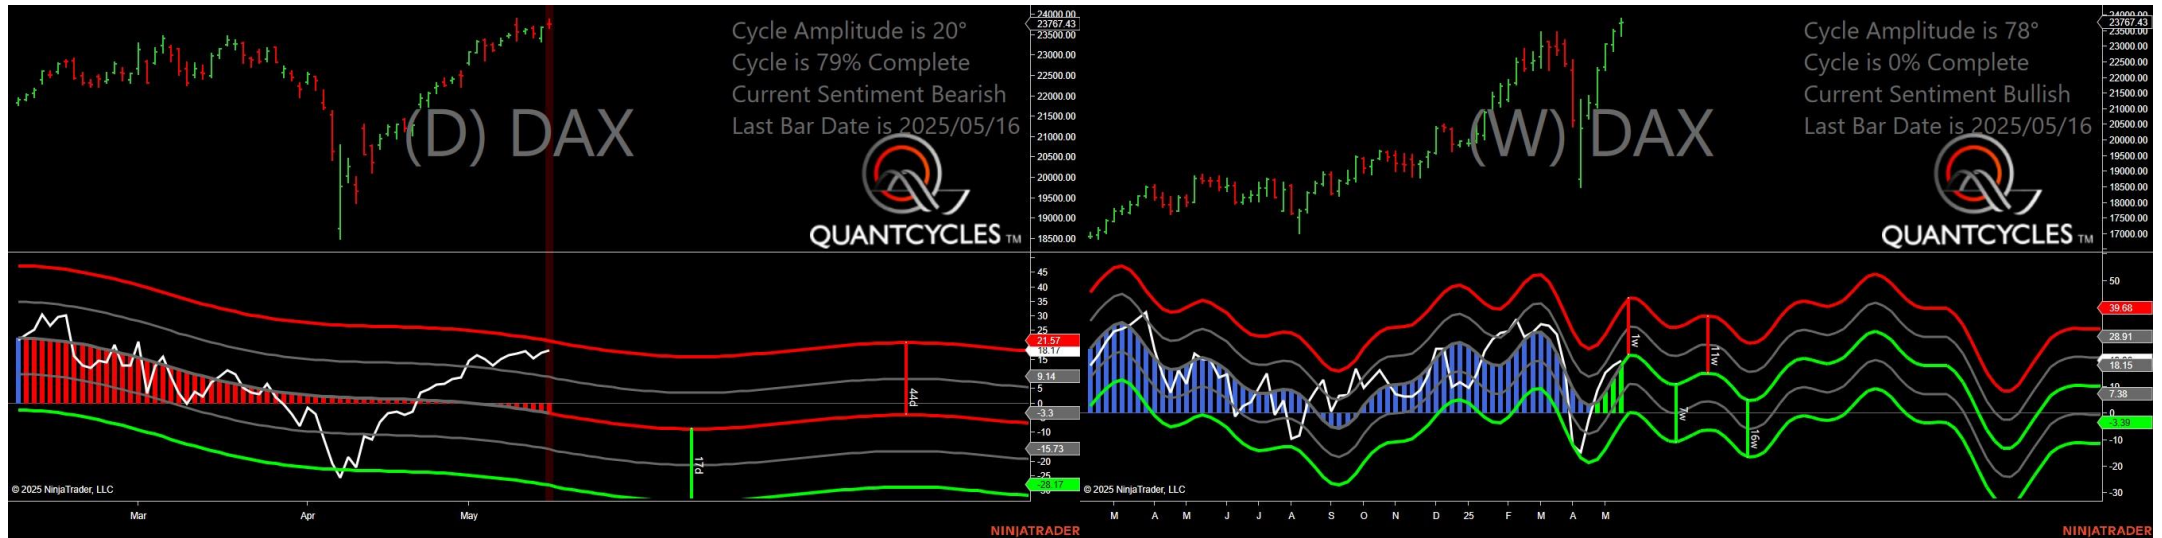 Cycle Amplitude is 20°
Cycle is 79% Complete
Current Sentiment Bearish
Last Bar Date is 2025/05/16
(D) DAX
QUANTCYCLES TM
24000.00
23767.43
23500.00
23000.00
22500.00
22000.00
21500.00
21000.00
20500.00
20000.00
19500.00
19000.00
18500.00
45
40
35
30
25
21.57
18.17
15
9.14
5
0
-3.3
-10
-15.73
-20
-25
-28.17
44d
17d
© 2025 NinjaTrader, LLC
Mar Apr May
NINJATRADER
Cycle Amplitude is 78°
Cycle is 0% Complete
Current Sentiment Bullish
Last Bar Date is 2025/05/16
(W) DAX
QUANTCYCLES TM
24000.00
23767.43
23500.00
23000.00
22500.00
22000.00
21500.00
21000.00
20500.00
20000.00
19500.00
19000.00
18500.00
18000.00
17500.00
17000.00
50
39.68
28.91
18.15
10
7.38
0
-3.39
-10
-20
-30
1w
11w
7w
16w
© 2025 NinjaTrader, LLC
M A M J J A S O N D 25 F M A M
NINJATRADER